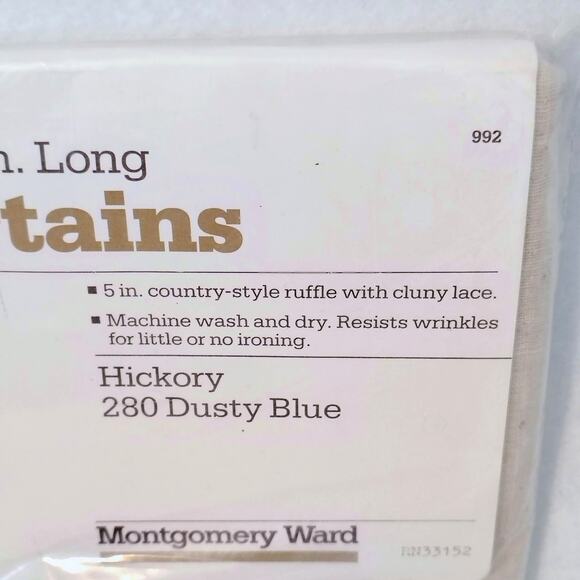 992
n. Long
tains
▪ 5 in. country-style ruffle with cluny lace.
▪ Machine wash and dry. Resists wrinkles
for little or no ironing.
Hickory
280 Dusty Blue
Montgomery Ward
RN33152